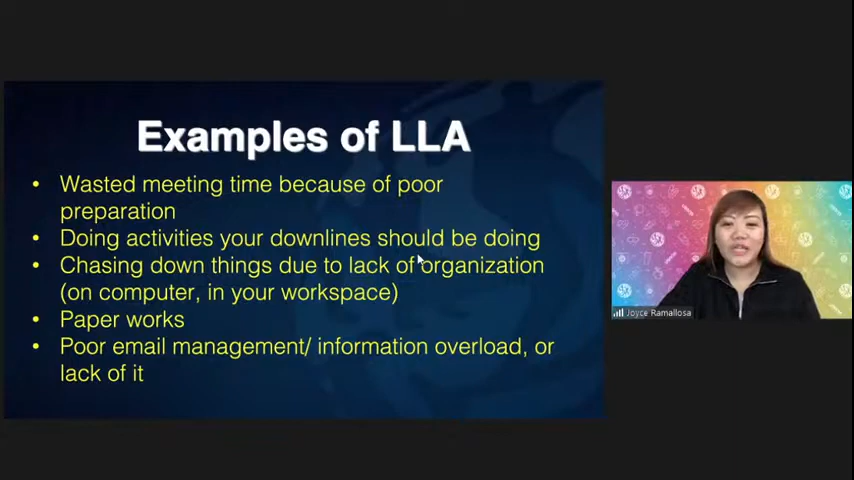 Examples of LLA
• Wasted meeting time because of poor
preparation
• Doing activities your downlines should be doing
• Chasing down things due to lack of organization
(on computer, in your workspace)
• Paper works
• Poor email management/ information overload, or
lack of it
Joyce Ramallosa